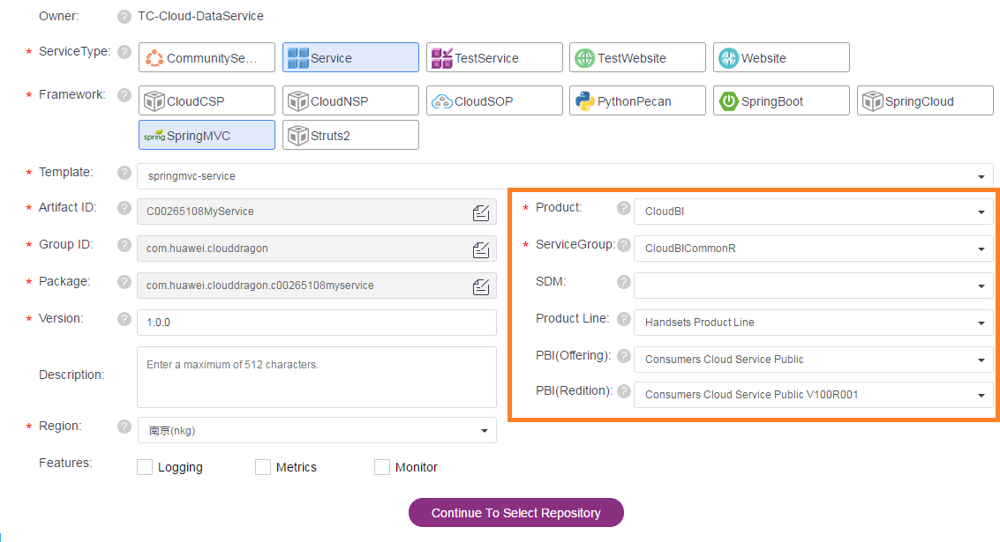 Owner: ? TC-Cloud-DataService
* ServiceType: ? CommunitySe... Service TestService TestWebsite Website
* Framework: ? CloudCSP CloudNSP CloudSOP PythonPecan SpringBoot SpringCloud
spring SpringMVC Struts2
* Template: ? springmvc-service
* Artifact ID: ? C00265108MyService
* Group ID: ? com.huawei.clouddragon
* Package: ? com.huawei.clouddragon.c00265108myservice
* Version: ? 1.0.0
Description: Enter a maximum of 512 characters.
* Region: ? 南京(nkg)
* Product: ? CloudBI
* ServiceGroup: ? CloudBICommonR
SDM: ?
Product Line: ? Handsets Product Line
PBI(Offering): ? Consumers Cloud Service Public
PBI(Redition): ? Consumers Cloud Service Public V100R001
Features: Logging Metrics Monitor
Continue To Select Repository